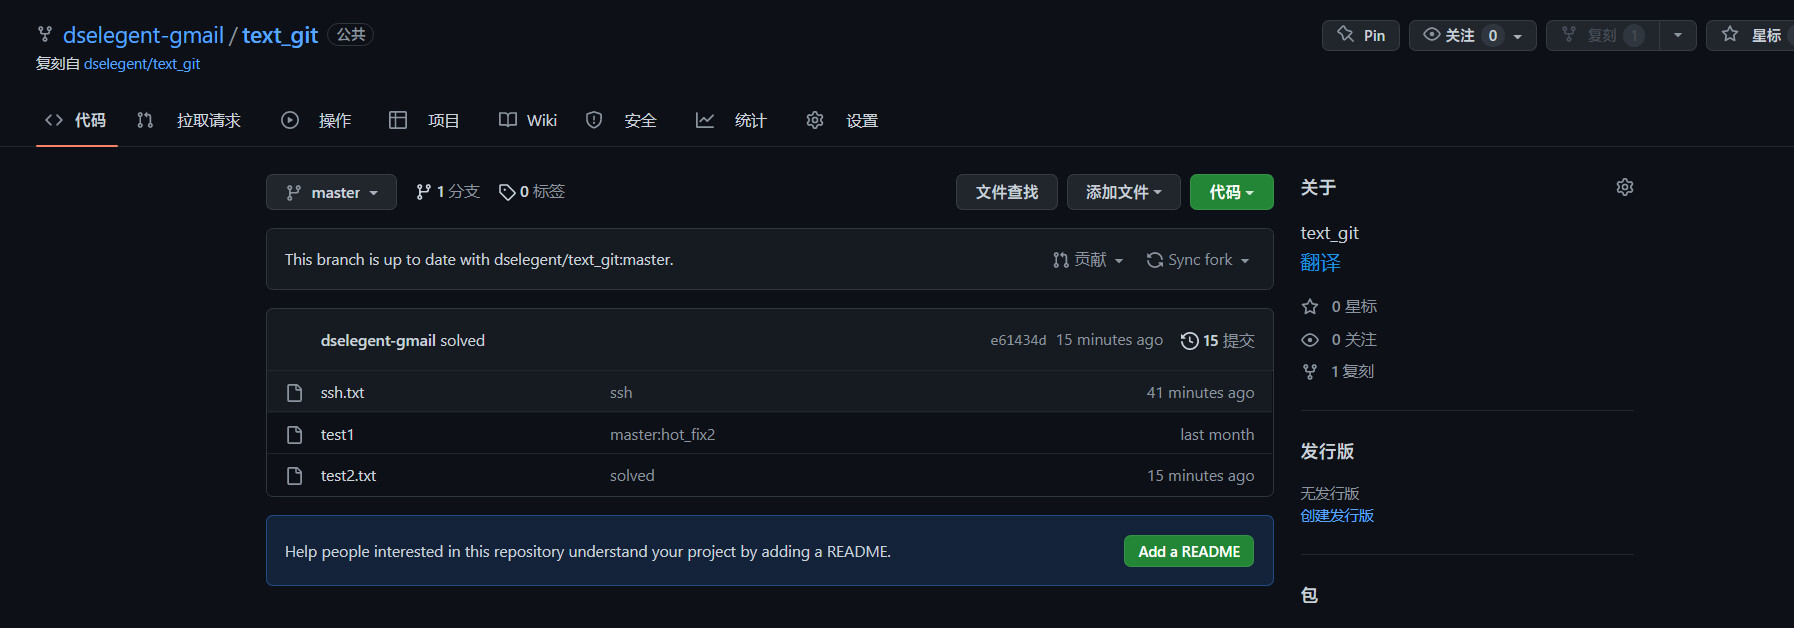 dselegent-gmail / text_git 公共
Pin 关注 0 复刻 1 星标
复刻自 dselegent/text_git
代码 拉取请求 操作 项目 Wiki 安全 统计 设置
master 1 分支 0 标签 文件查找 添加文件 代码
This branch is up to date with dselegent/text_git:master. 贡献 Sync fork
dselegent-gmail solved e61434d 15 minutes ago 15 提交
ssh.txt ssh 41 minutes ago
test1 master:hot_fix2 last month
test2.txt solved 15 minutes ago
Help people interested in this repository understand your project by adding a README. Add a README
关于
text_git
翻译
0 星标
0 关注
1 复刻
发行版
无发行版
创建发行版
包